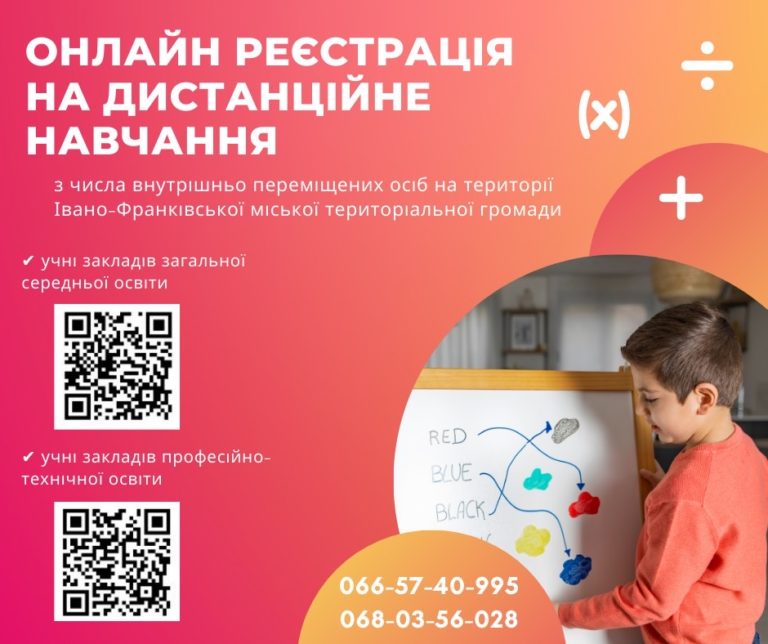 ОНЛАЙН РЕЄСТРАЦІЯ
НА ДИСТАНЦІЙНЕ
НАВЧАННЯ
з числа внутрішньо переміщених осіб на території
Івано-Франківської міської територіальної громади
✔ учні закладів загальної
середньої освіти
✔ учні закладів професійно-
технічної освіти
(x)
÷
+
RED
BLUE
BLACK
066-57-40-995
068-03-56-028